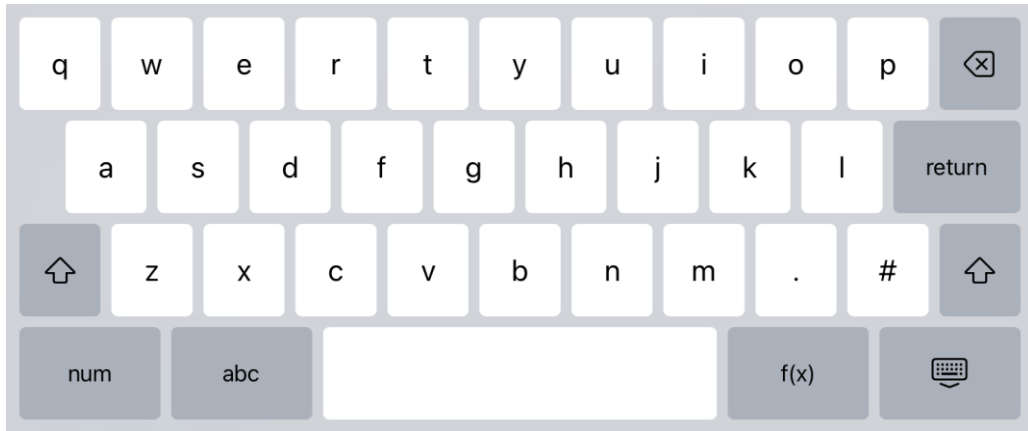 q w e r t y u i o p
a s d f g h j k l return
z x c v b n m . #
num abc f(x)